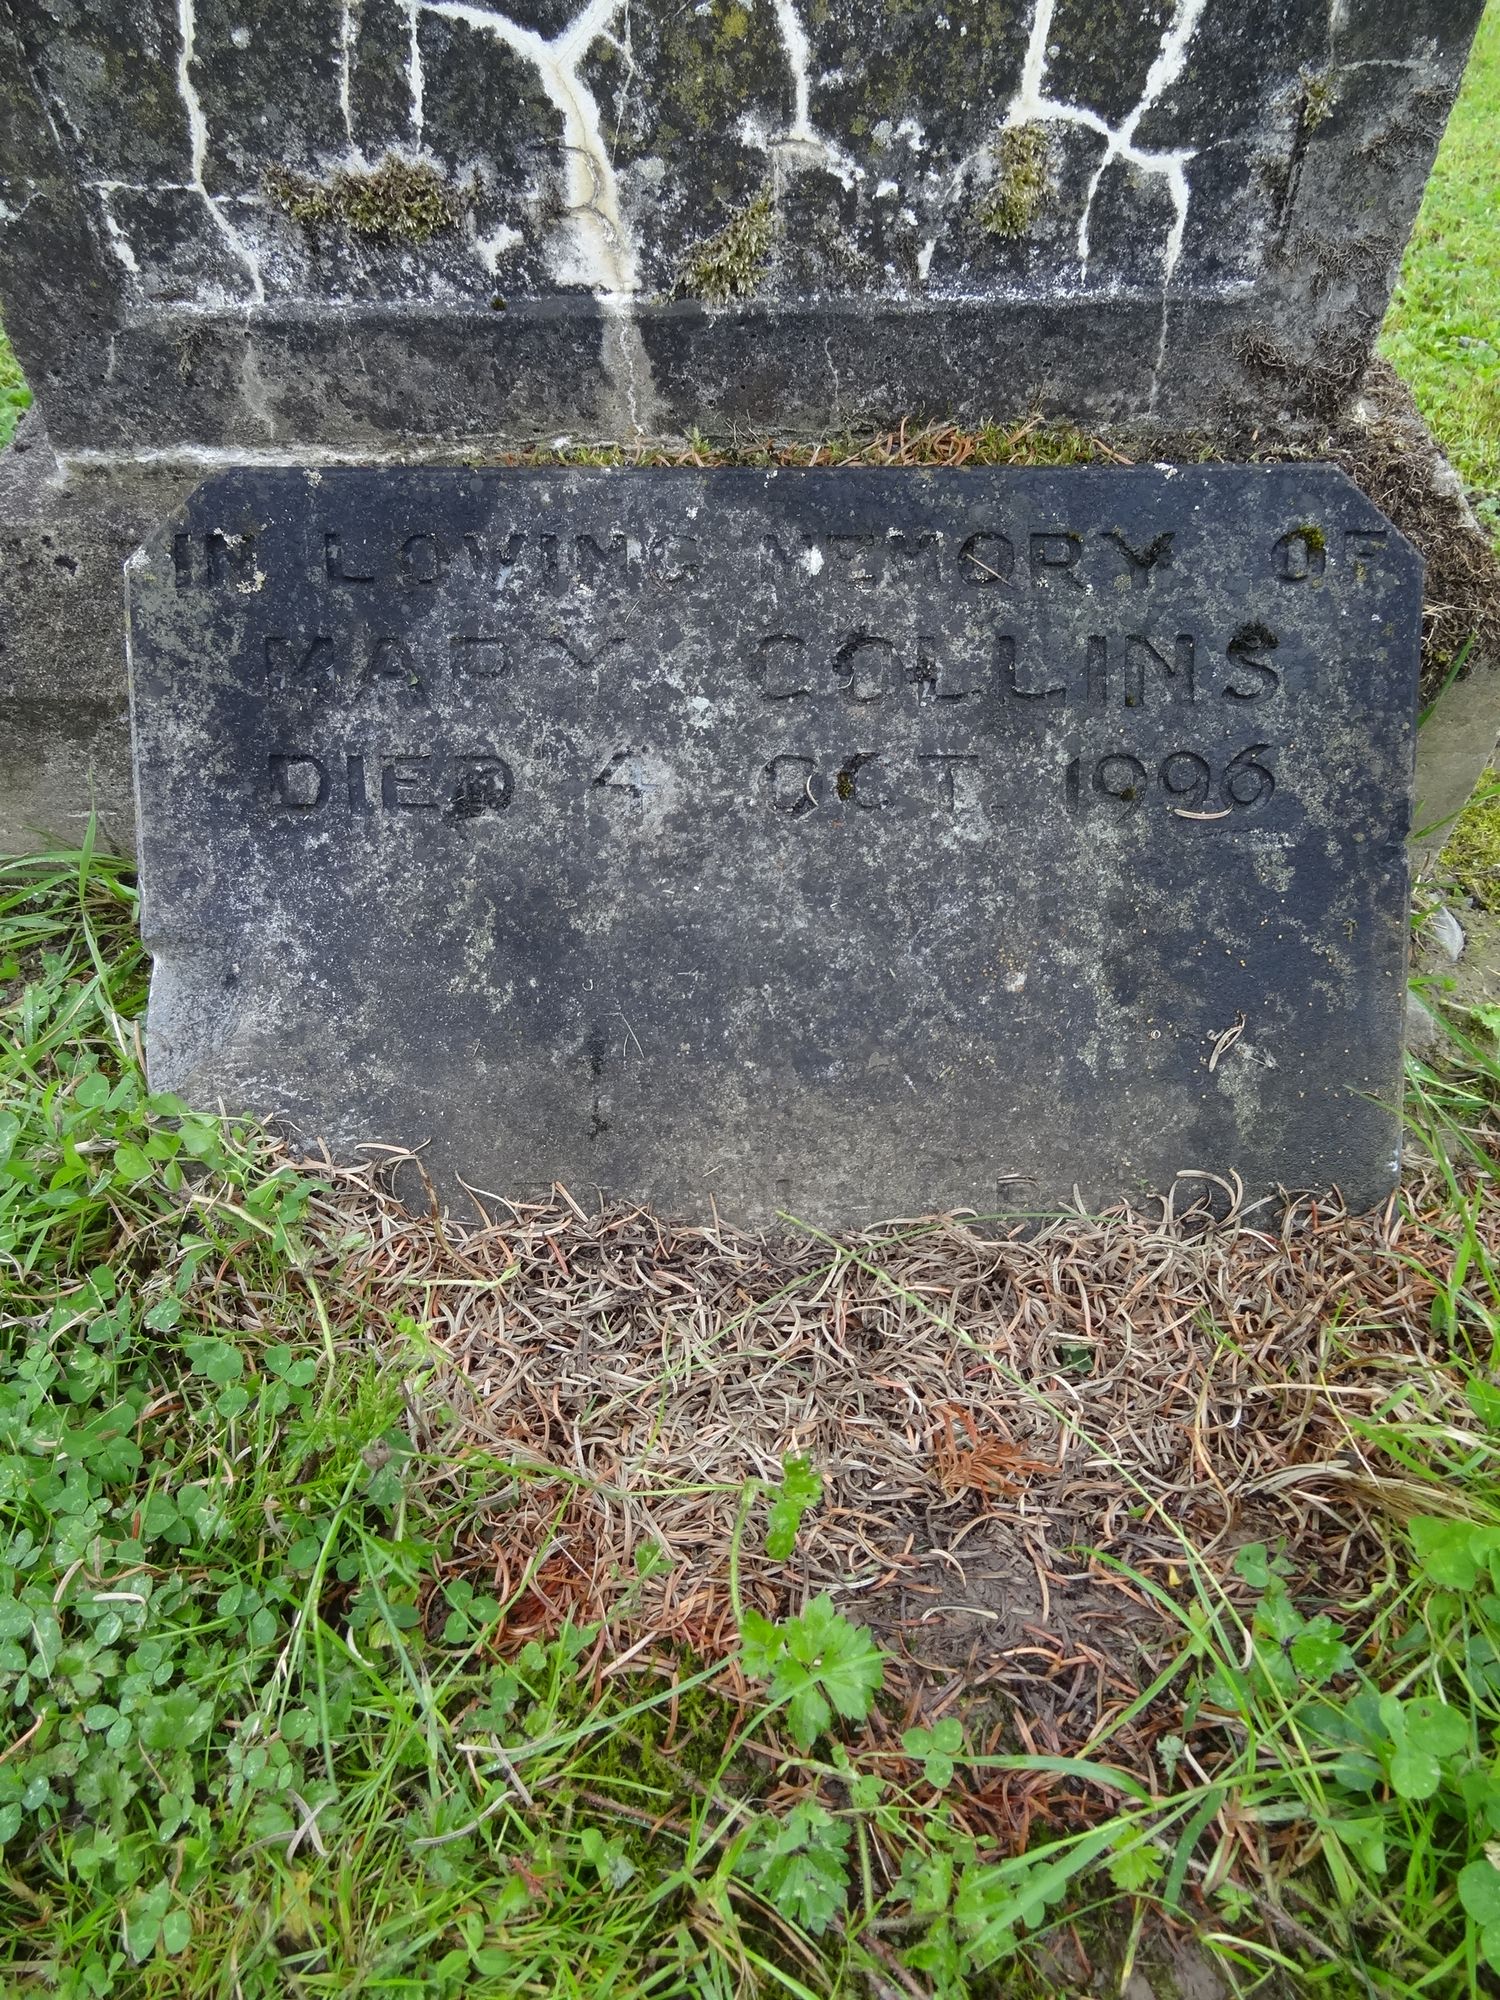 IN LOVING MEMORY OF
MARY COLLINS
DIED 4 OCT. 1996